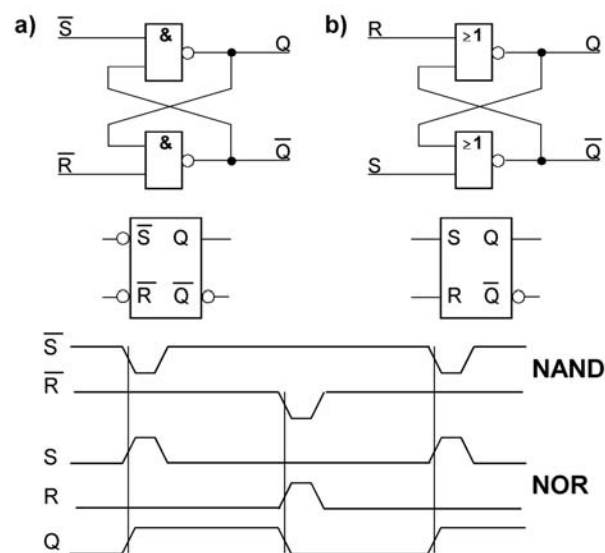 a) S̅ & Q
& R̅ Q̅
b) R ≥1 Q
≥1 S Q̅
S̅ Q
R̅ Q̅
S Q
R Q̅
S̅
NAND
R̅
S
NOR
R
Q